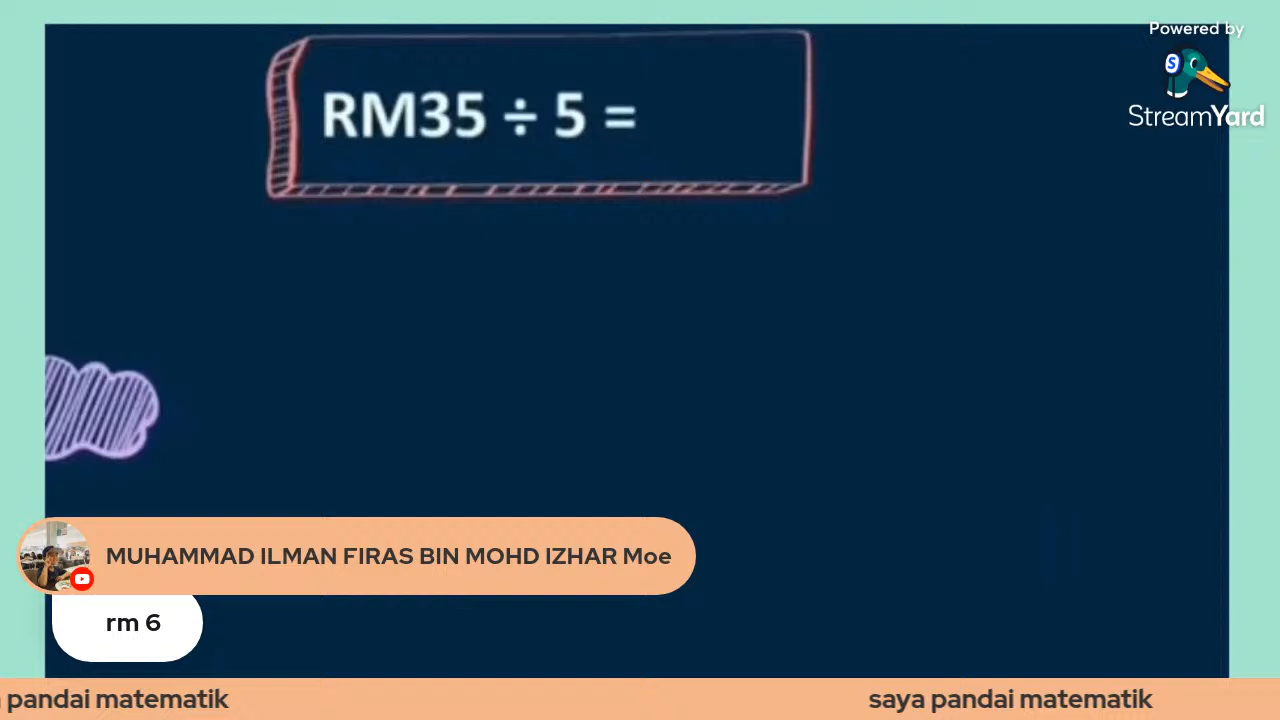 Powered by
StreamYard
RM35 ÷ 5 =
MUHAMMAD ILMAN FIRAS BIN MOHD IZHAR Moe
rm 6
pandai matematik
saya pandai matematik